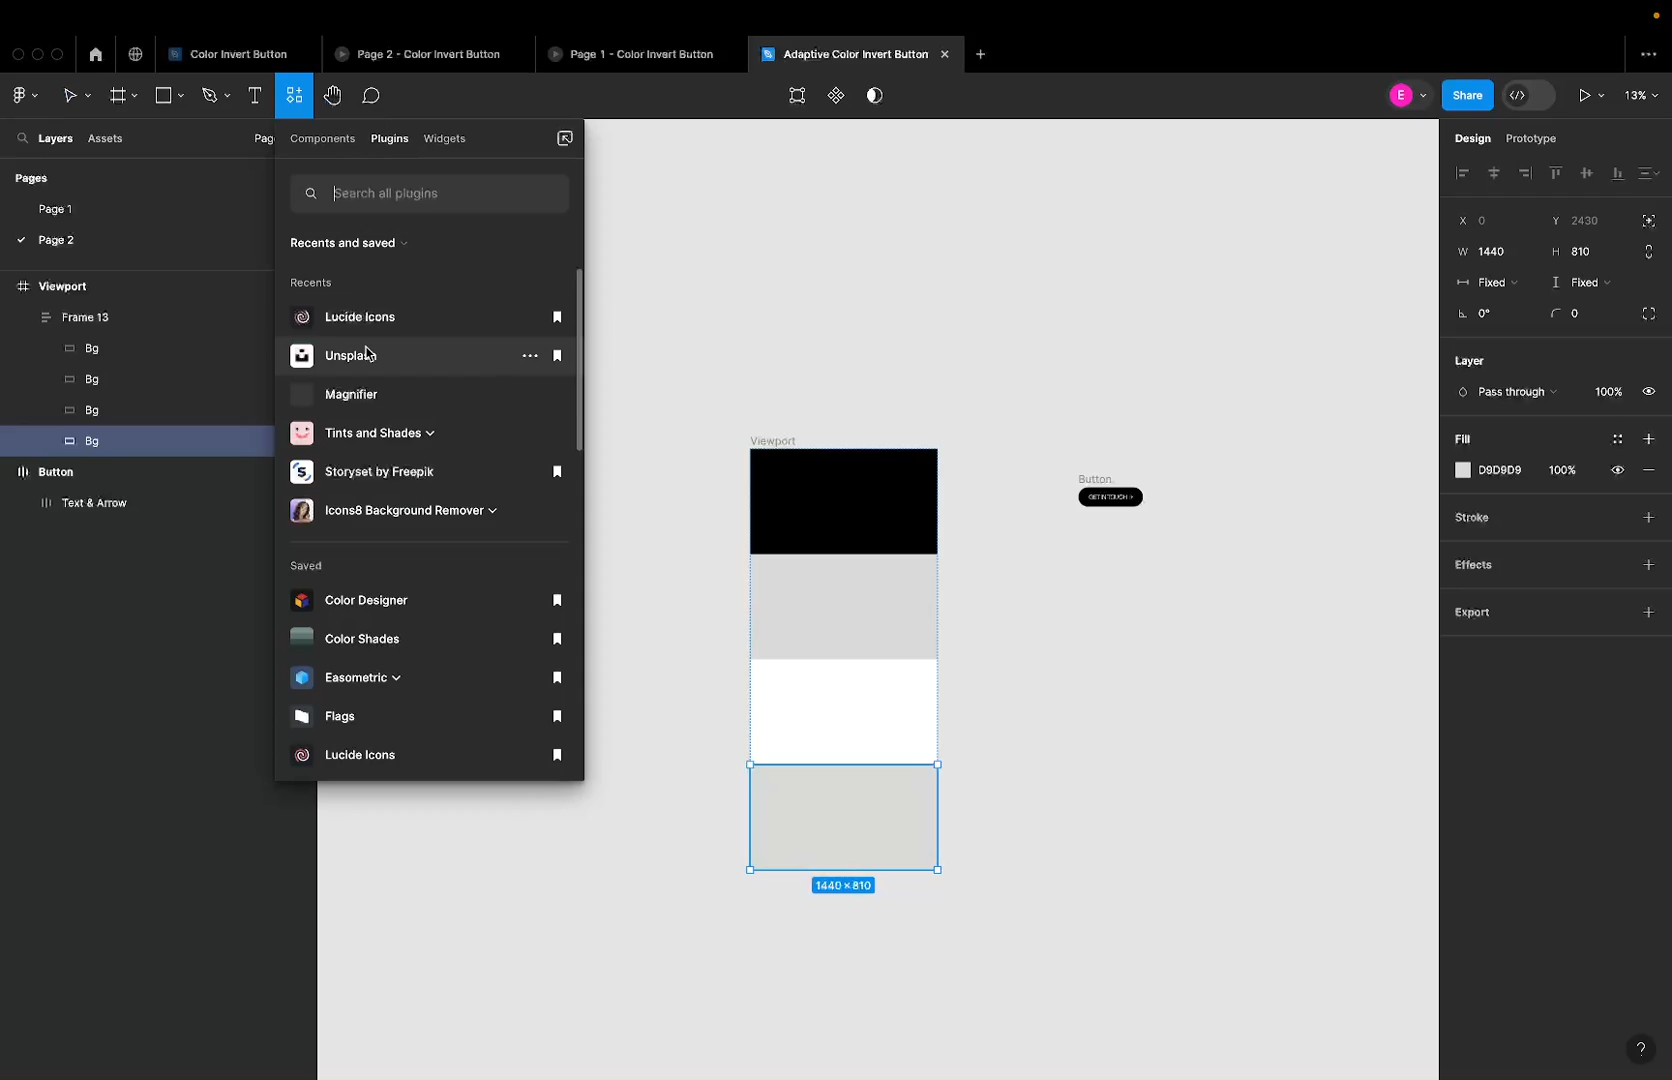 Color Invert Button
Page 2 - Color Invert Button
Page 1 - Color Invert Button
Adaptive Color Invert Button
E
Share
13%
Layers
Assets
Pag
Components
Plugins
Widgets
Design
Prototype
Pages
Page 1
Page 2
Viewport
Frame 13
Bg
Bg
Bg
Bg
Button
Text & Arrow
Search all plugins
Recents and saved
Recents
Lucide Icons
Unsplash
Magnifier
Tints and Shades
Storyset by Freepik
Icons8 Background Remover
Saved
Color Designer
Color Shades
Easometric
Flags
Lucide Icons
Viewport
1440 × 810
Button
GET IN TOUCH >
X 0 Y 2430
W 1440 H 810
Fixed Fixed
0° 0
Layer
Pass through 100%
Fill
D9D9D9 100%
Stroke
Effects
Export
?